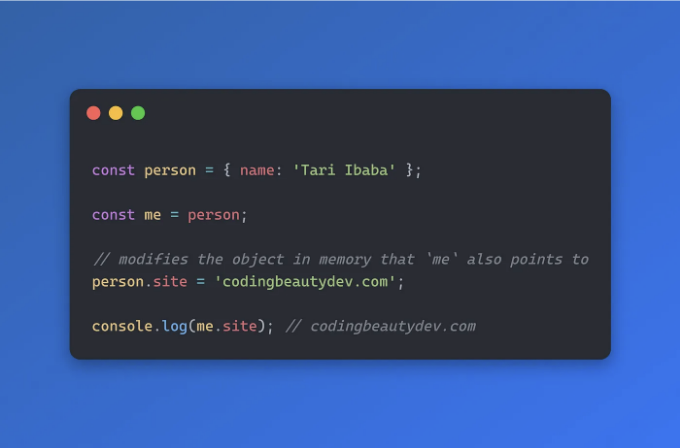 const person = { name: 'Tari Ibaba' };
const me = person;
// modifies the object in memory that `me` also points to
person.site = 'codingbeautydev.com';
console.log(me.site); // codingbeautydev.com